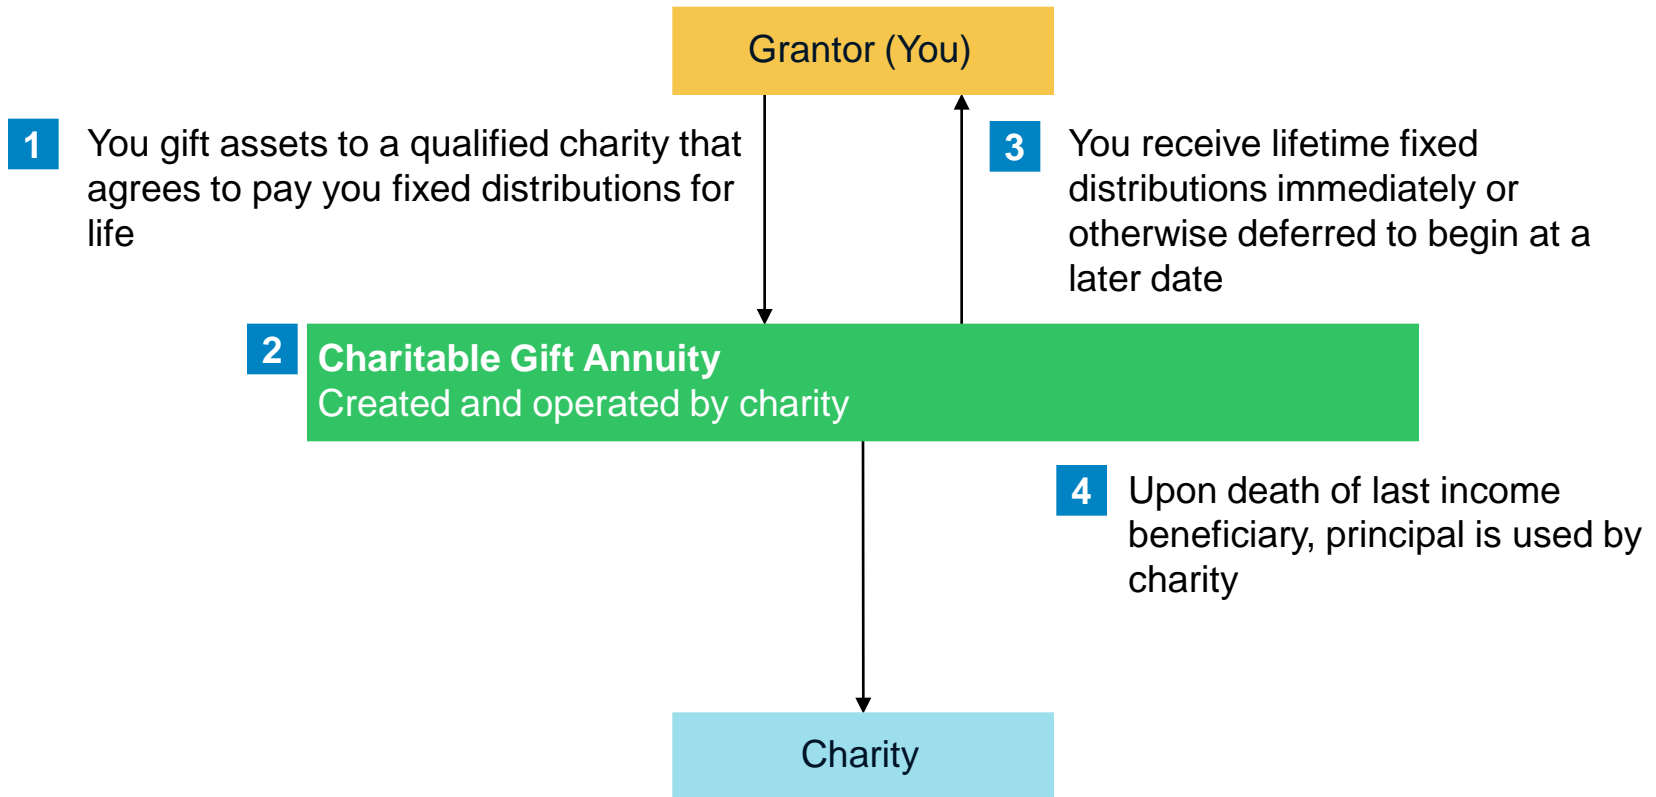 Grantor (You)
1
You gift assets to a qualified charity that
agrees to pay you fixed distributions for
life
3
You receive lifetime fixed
distributions immediately or
otherwise deferred to begin at a
later date
2
Charitable Gift Annuity
Created and operated by charity
4
Upon death of last income
beneficiary, principal is used by
charity
Charity